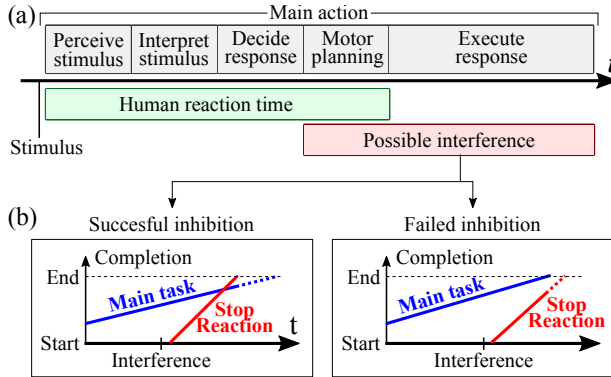 (a)
Main action
Perceive stimulus
Interpret stimulus
Decide response
Motor planning
Execute response
t
Human reaction time
Stimulus
Possible interference
(b)
Succesful inhibition
Failed inhibition
Completion
End
Main task
Stop
Reaction
t
Start
Interference
Completion
End
Main task
Stop
Reaction
t
Start
Interference